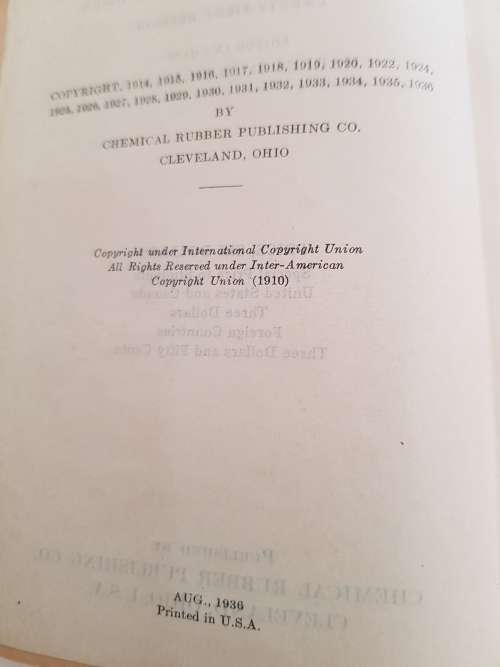 COPYRIGHT, 1914, 1915, 1916, 1917, 1918, 1919, 1920, 1922, 1924,
1925, 1926, 1927, 1928, 1929, 1930, 1931, 1932, 1933, 1934, 1935, 1936
BY
CHEMICAL RUBBER PUBLISHING CO.
CLEVELAND, OHIO
Copyright under International Copyright Union
All Rights Reserved under Inter-American
Copyright Union (1910)
AUG., 1936
Printed in U.S.A.